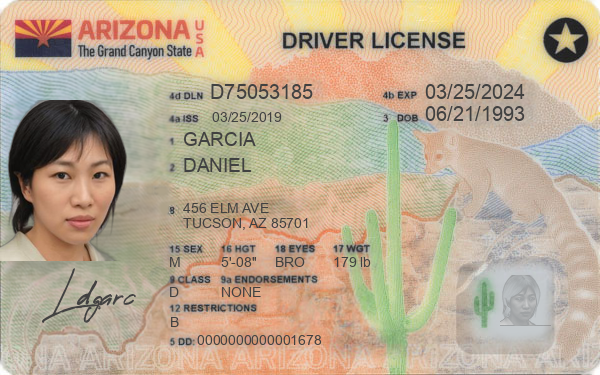 ARIZONA USA
The Grand Canyon State
DRIVER LICENSE
4d DLN D75053185 4b EXP 03/25/2024
4a ISS 03/25/2019 3 DOB 06/21/1993
1 GARCIA
2 DANIEL
8 456 ELM AVE
TUCSON, AZ 85701
15 SEX 16 HGT 18 EYES 17 WGT
M 5'-08" BRO 179 lb
9 CLASS 9a ENDORSEMENTS
D NONE
12 RESTRICTIONS
B
Ldgarc
5 DD: 0000000000001678
ARIZONA ARIZONA ARIZONA ARIZONA